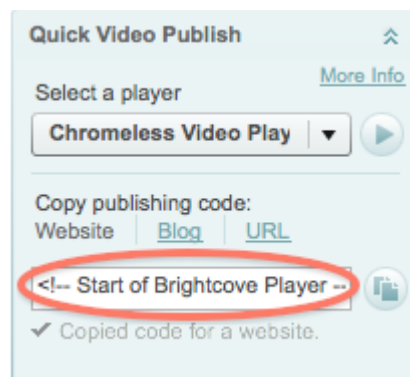 Quick Video Publish
More Info
Select a player
Chromeless Video Play
Copy publishing code:
Website Blog URL
<!-- Start of Brightcove Player --
✔ Copied code for a website.